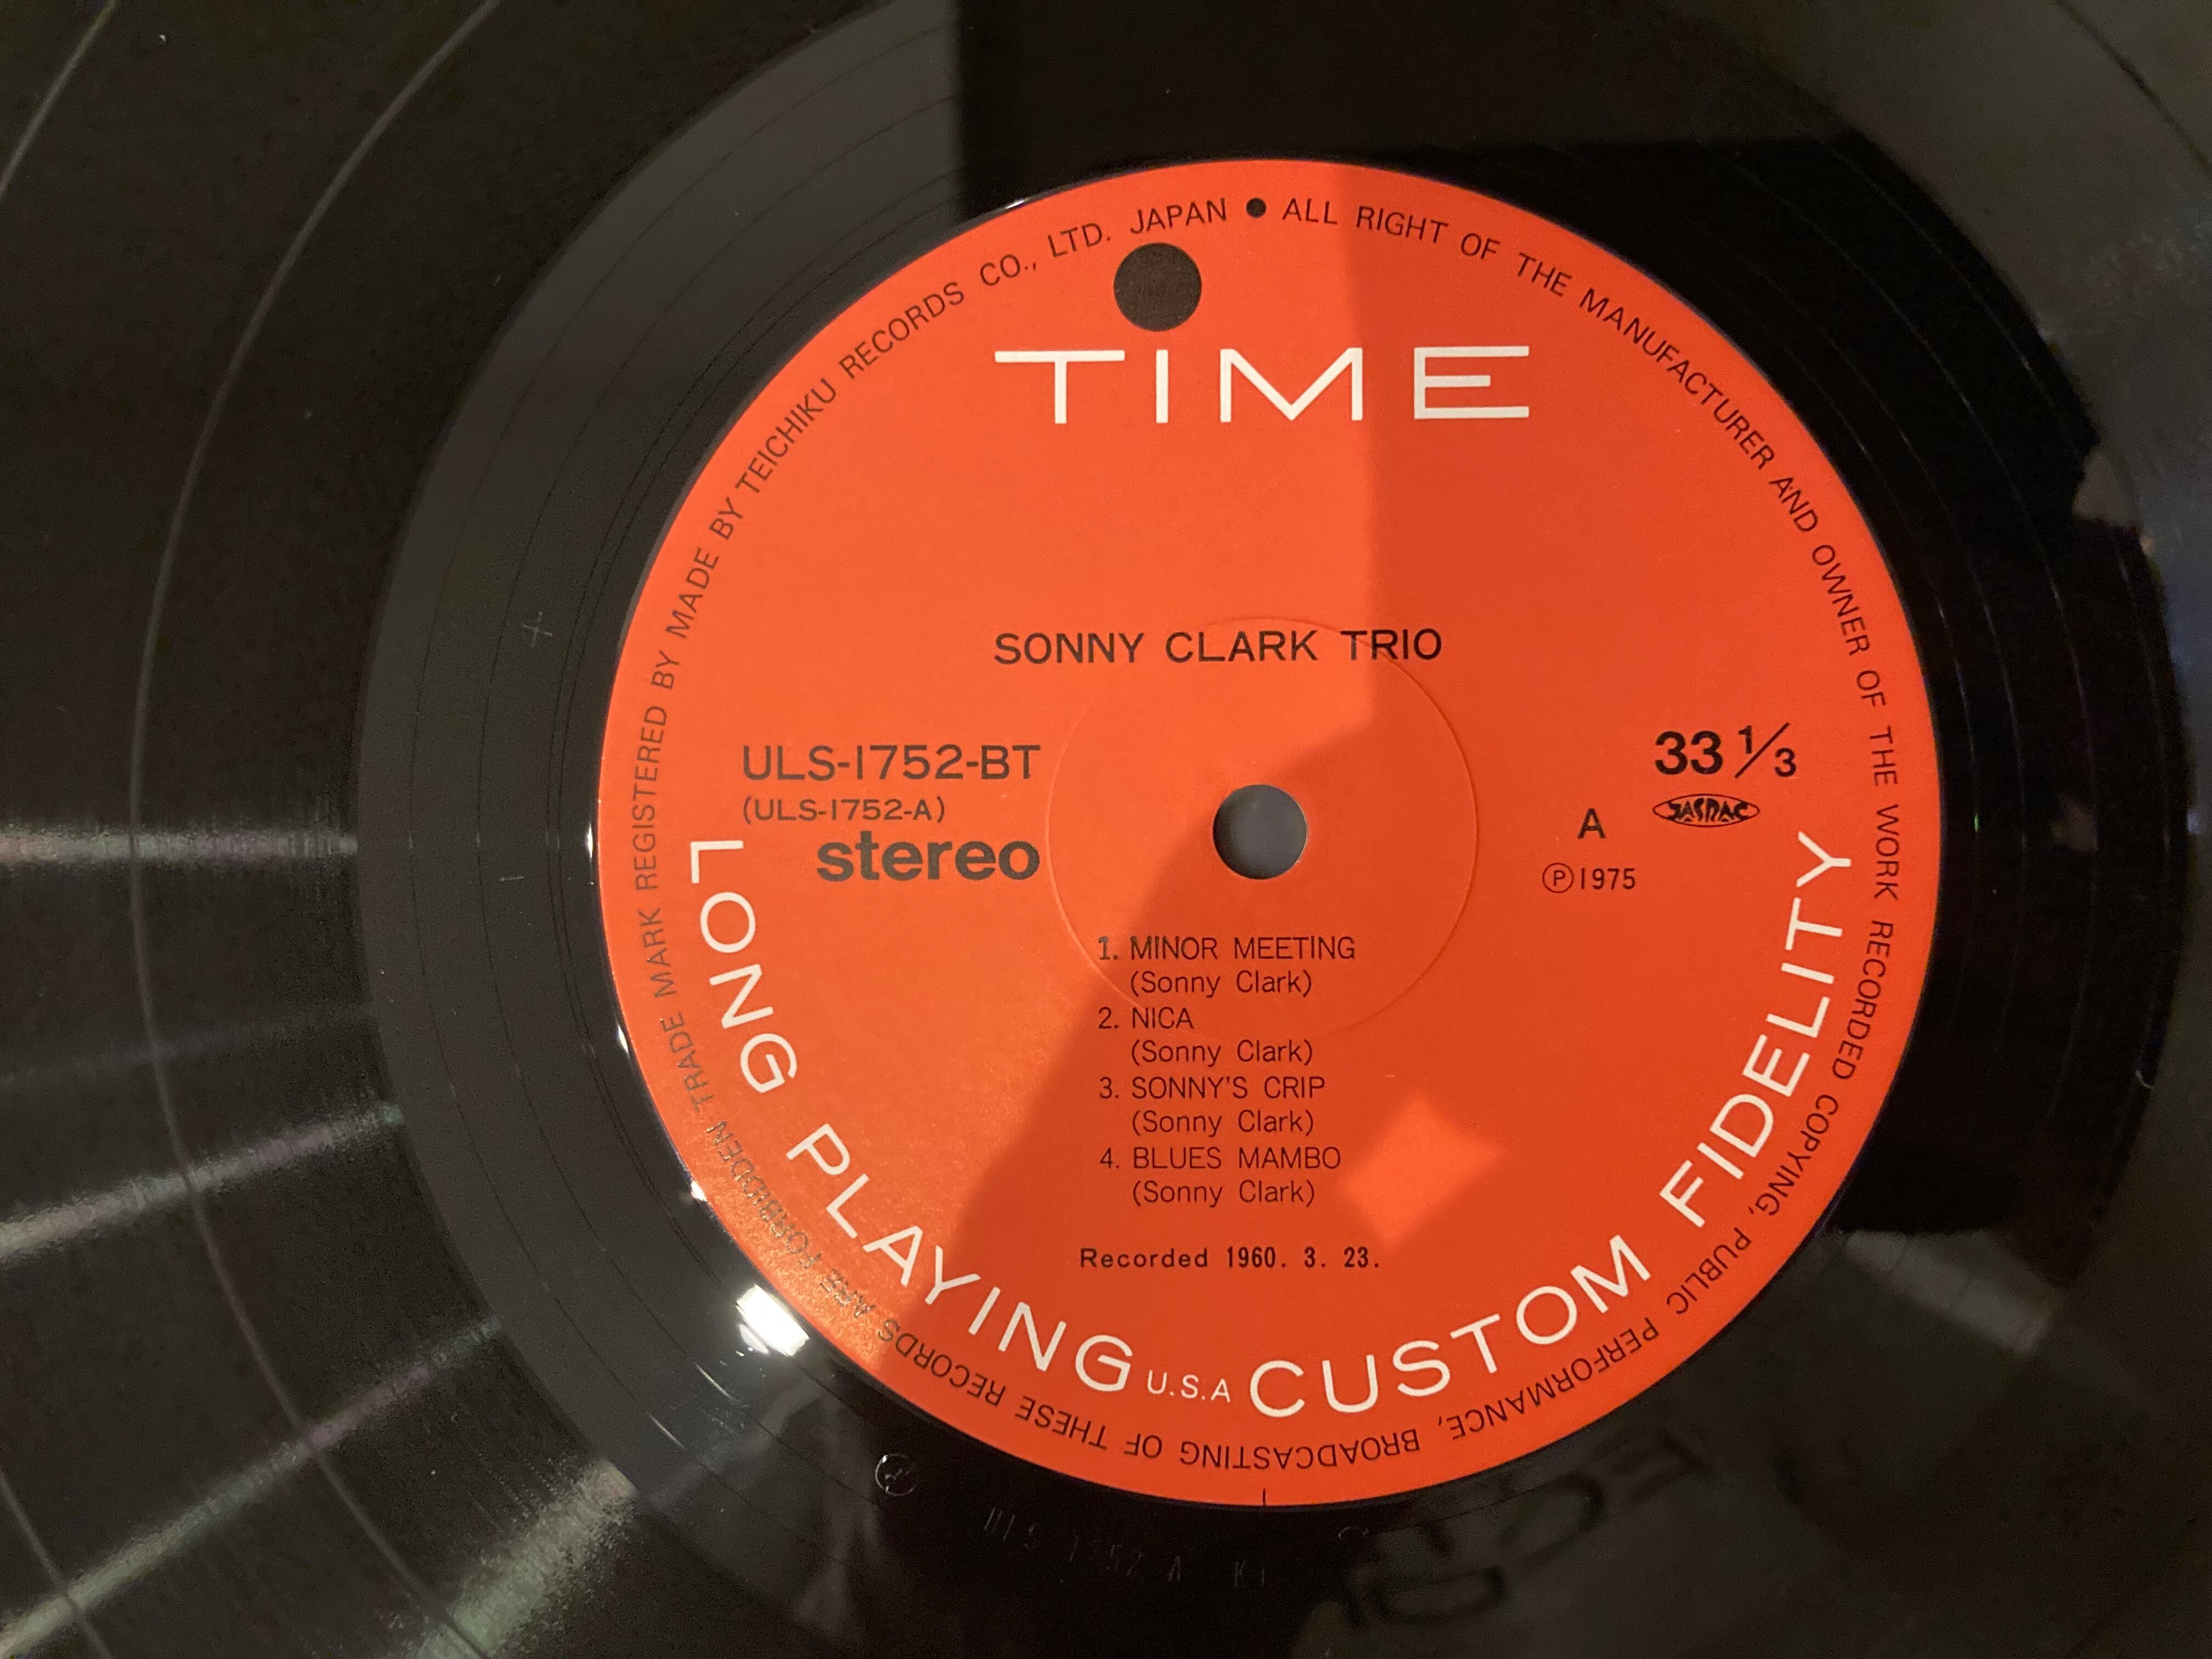 TRADE MARK REGISTERED BY MADE BY TEICHIKU RECORDS CO., LTD. JAPAN ● ALL RIGHT OF THE MANUFACTURER AND OWNER OF THE WORK RECORDED COPYING, PUBLIC PERFORMANCE, BROADCASTING OF THESE RECORDS ARE FORBIDDEN
TIME
SONNY CLARK TRIO
ULS-1752-BT
(ULS-1752-A)
stereo
33 1/3
JASRAC
A
Ⓟ1975
1. MINOR MEETING
(Sonny Clark)
2. NICA
(Sonny Clark)
3. SONNY'S CRIP
(Sonny Clark)
4. BLUES MAMBO
(Sonny Clark)
Recorded 1960. 3. 23.
LONG PLAYING U.S.A CUSTOM FIDELITY